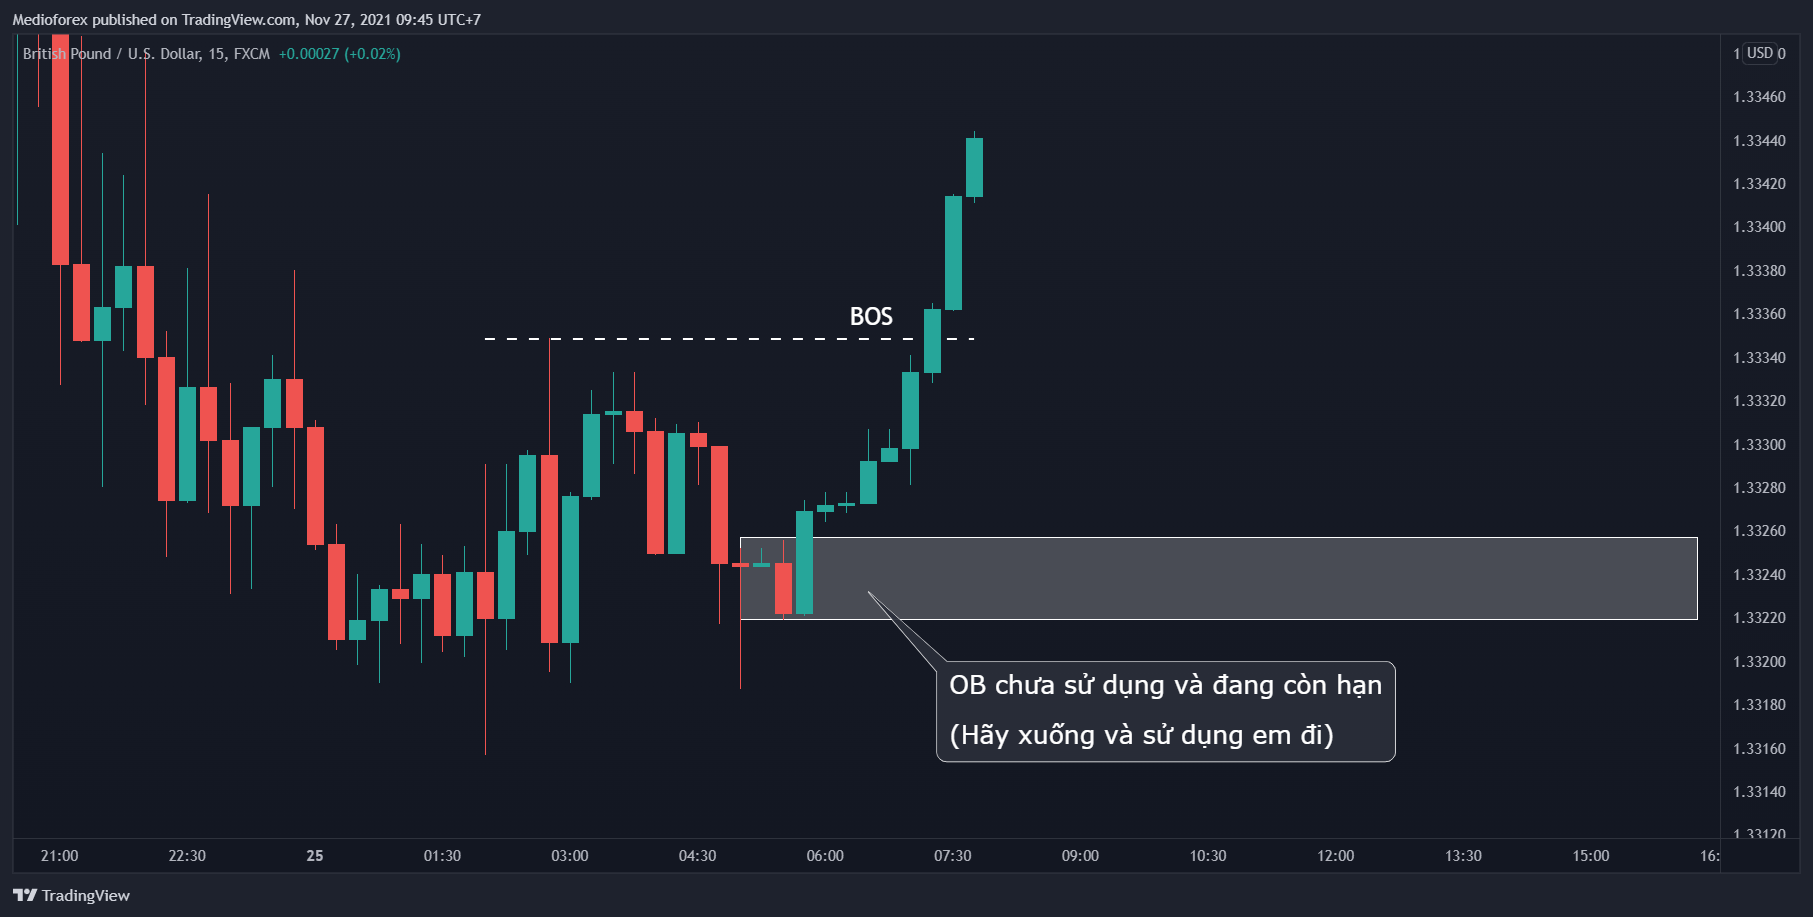 Medioforex published on TradingView.com, Nov 27, 2021 09:45 UTC+7
British Pound / U.S. Dollar, 15, FXCM +0.00027 (+0.02%)
USD
1.33460
1.33440
1.33420
1.33400
1.33380
1.33360
1.33340
1.33320
1.33300
1.33280
1.33260
1.33240
1.33220
1.33200
1.33180
1.33160
1.33140
1.33120
BOS
OB chưa sử dụng và đang còn hạn
(Hãy xuống và sử dụng em đi)
21:00 22:30 25 01:30 03:00 04:30 06:00 07:30 09:00 10:30 12:00 13:30 15:00 16:
TradingView